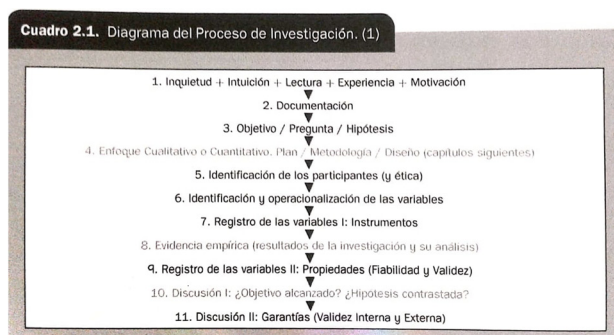 Cuadro 2.1. Diagrama del Proceso de Investigación. (1)
1. Inquietud + Intuición + Lectura + Experiencia + Motivación
2. Documentación
3. Objetivo / Pregunta / Hipótesis
4. Enfoque Cualitativo o Cuantitativo. Plan / Metodología / Diseño (capítulos siguientes)
5. Identificación de los participantes (y ética)
6. Identificación y operacionalización de las variables
7. Registro de las variables I: Instrumentos
8. Evidencia empírica (resultados de la investigación y su análisis)
9. Registro de las variables II: Propiedades (Fiabilidad y Validez)
10. Discusión I: ¿Objetivo alcanzado? ¿Hipótesis contrastada?
11. Discusión II: Garantías (Validez Interna y Externa)